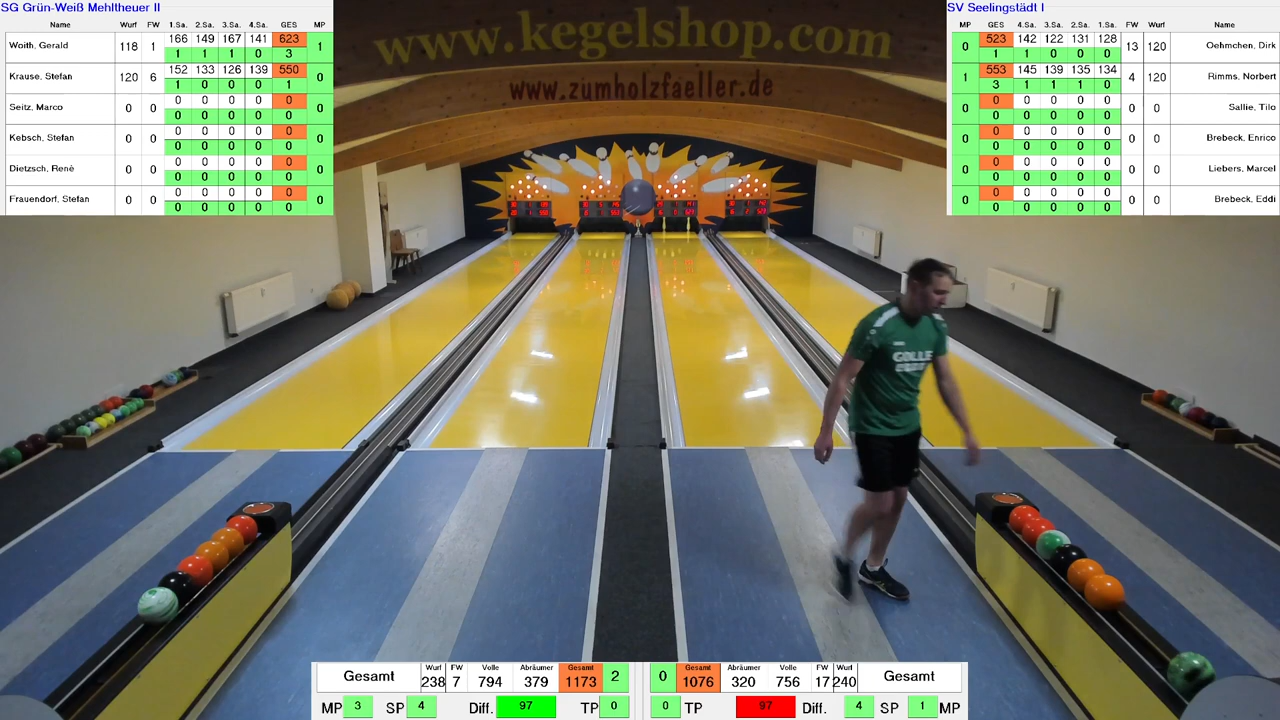 SG Grün-Weiß Mehltheuer II
Name Wurf FW 1.Sa. 2.Sa. 3.Sa. 4.Sa. GES MP
Woith, Gerald 118 1 166 149 167 141 623 1
1 1 1 0 3
Krause, Stefan 120 6 152 133 126 139 550 0
1 0 0 0 1
Seitz, Marco 0 0 0 0 0 0 0 0
0 0 0 0 0
Kebsch, Stefan 0 0 0 0 0 0 0 0
0 0 0 0 0
Dietzsch, Renè 0 0 0 0 0 0 0 0
0 0 0 0 0
Frauendorf, Stefan 0 0 0 0 0 0 0 0
0 0 0 0 0
www.kegelshop.com
www.zumholzfaeller.de
SV Seelingstädt I
MP GES 4.Sa. 3.Sa. 2.Sa. 1.Sa. FW Wurf Name
0 523 142 122 131 128 13 120 Oehmchen, Dirk
1 1 0 0 0
1 553 145 139 135 134 4 120 Rimms, Norbert
3 1 1 1 0
0 0 0 0 0 0 0 0 Sallie, Tilo
0 0 0 0 0
0 0 0 0 0 0 0 0 Brebeck, Enrico
0 0 0 0 0
0 0 0 0 0 0 0 0 Liebers, Marcel
0 0 0 0 0
0 0 0 0 0 0 0 0 Brebeck, Eddi
0 0 0 0 0
GOLLE
Gesamt Wurf FW Volle Abräumer Gesamt
238 7 794 379 1173 2
MP 3 SP 4 Diff. 97 TP 0
Gesamt Abräumer Volle FW Wurf Gesamt
0 1076 320 756 17 240
0 TP 97 Diff. 4 SP 1 MP